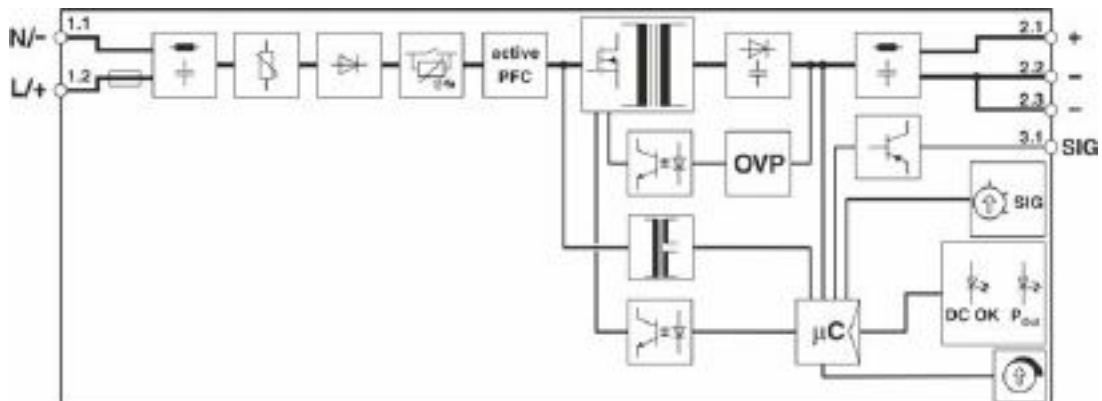 N/-
1.1
L/+
1.2
active
PFC
2.1
+
2.2
-
2.3
-
3.1
SIG
OVP
SIG
µC
DC OK
POut